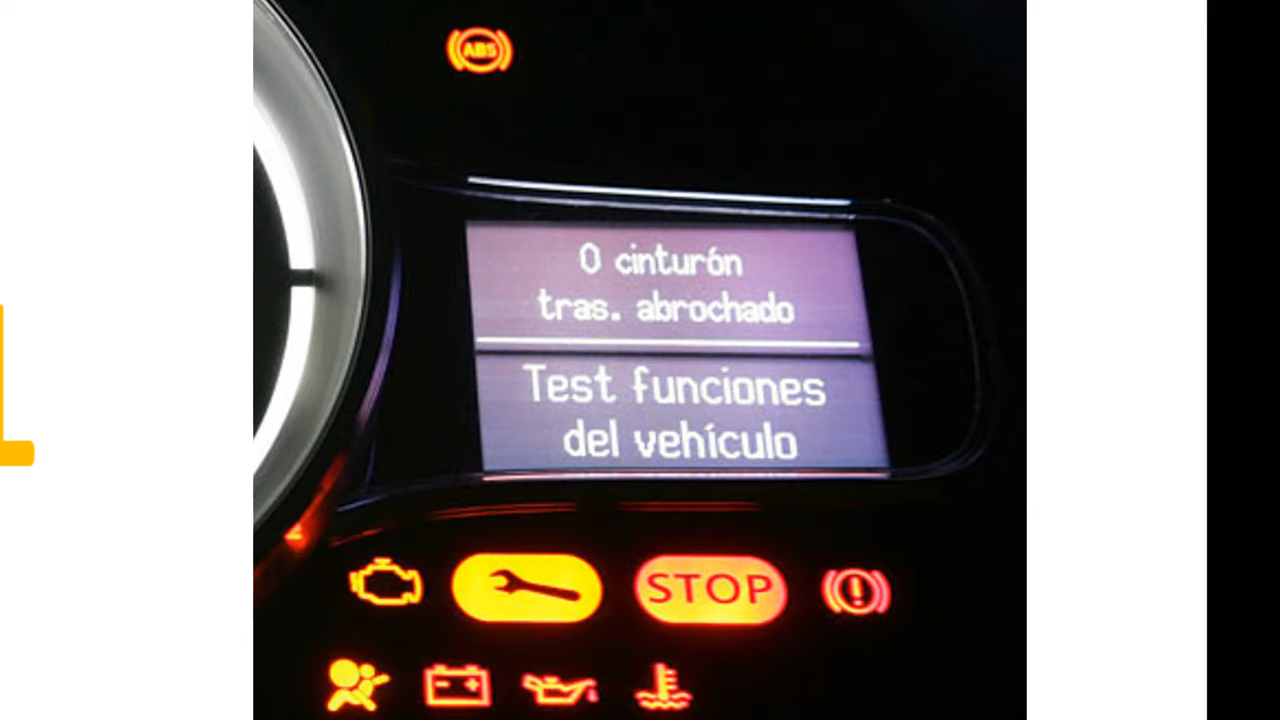 ABS
0 cinturón
tras. abrochado
Test funciones
del vehículo
STOP